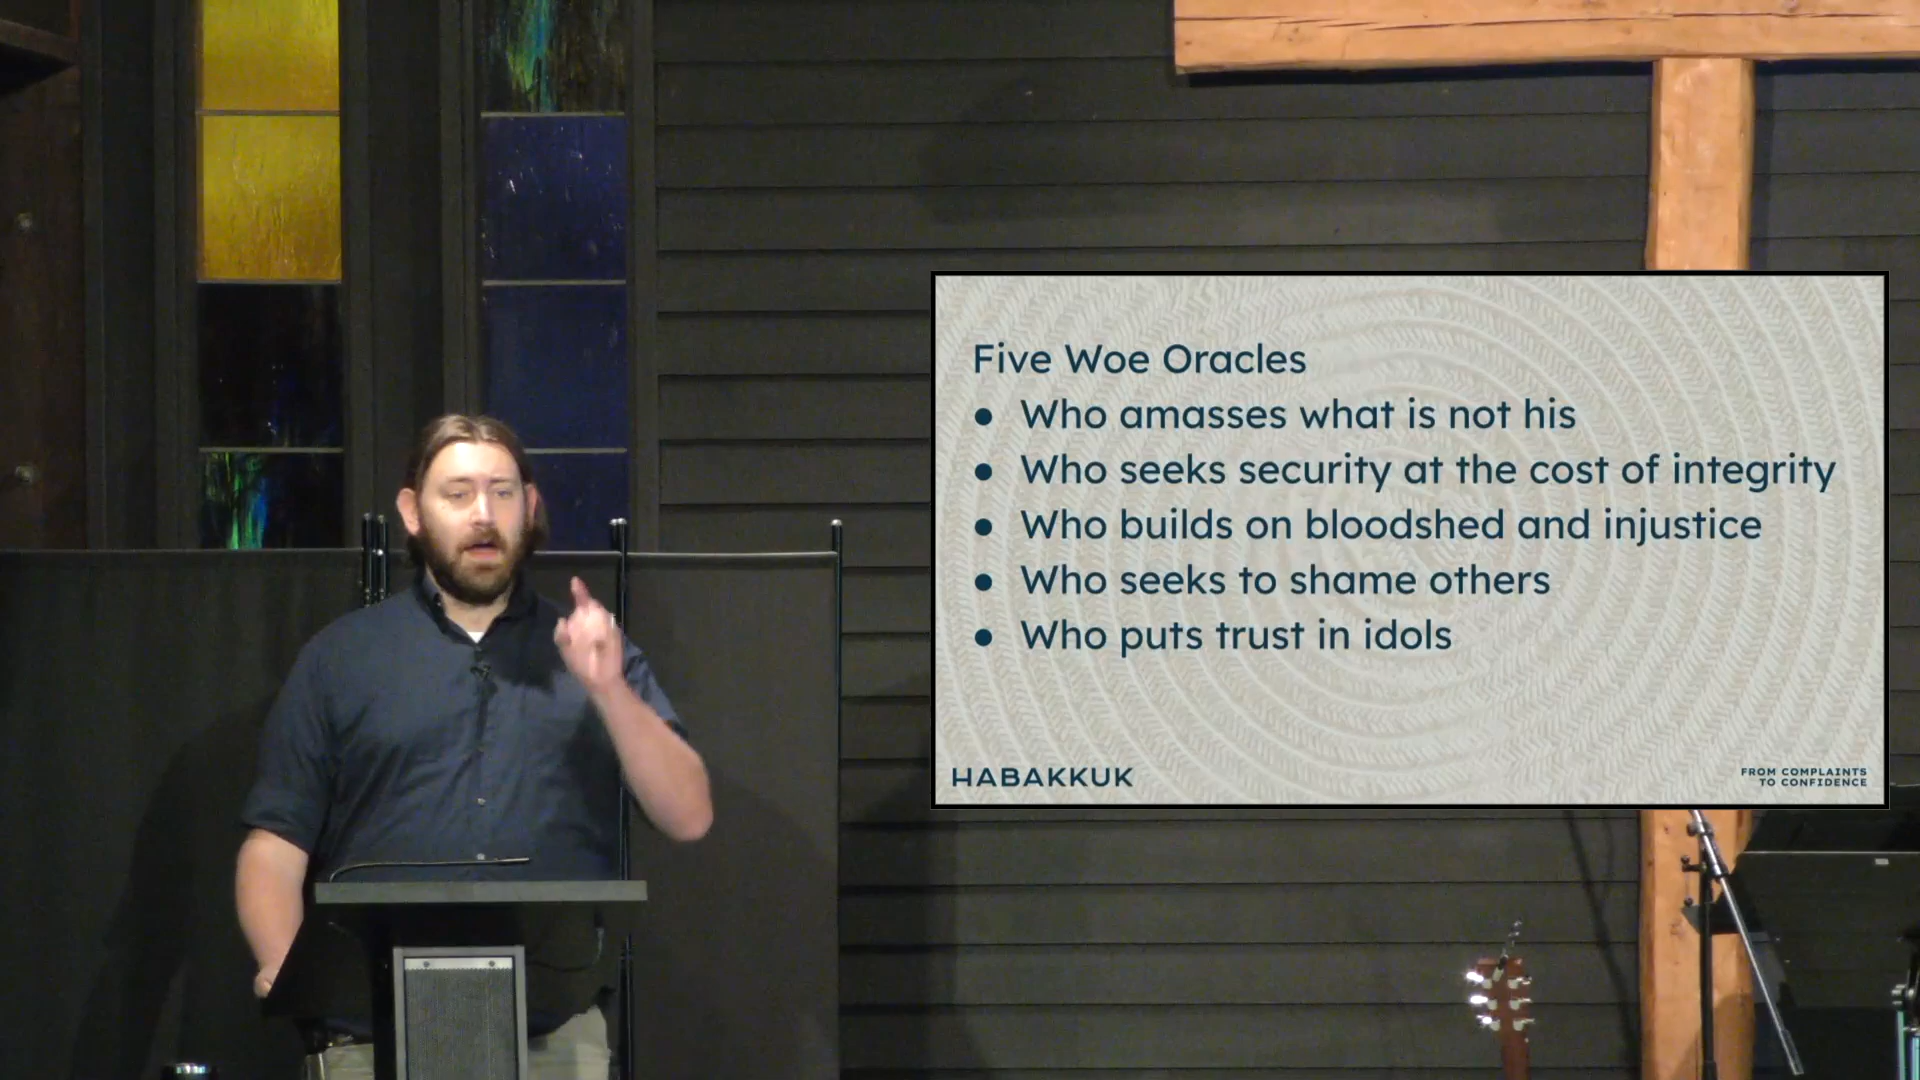 Five Woe Oracles
● Who amasses what is not his
● Who seeks security at the cost of integrity
● Who builds on bloodshed and injustice
● Who seeks to shame others
● Who puts trust in idols
HABAKKUK
FROM COMPLAINTS
TO CONFIDENCE